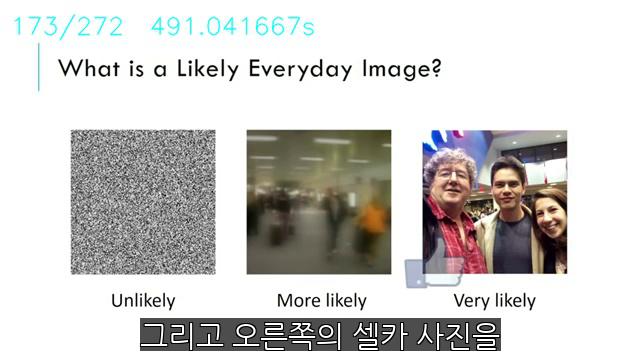 173/272 491.041667s
What is a Likely Everyday Image?
Unlikely More likely Very likely
그리고 오른쪽의 셀카 사진을